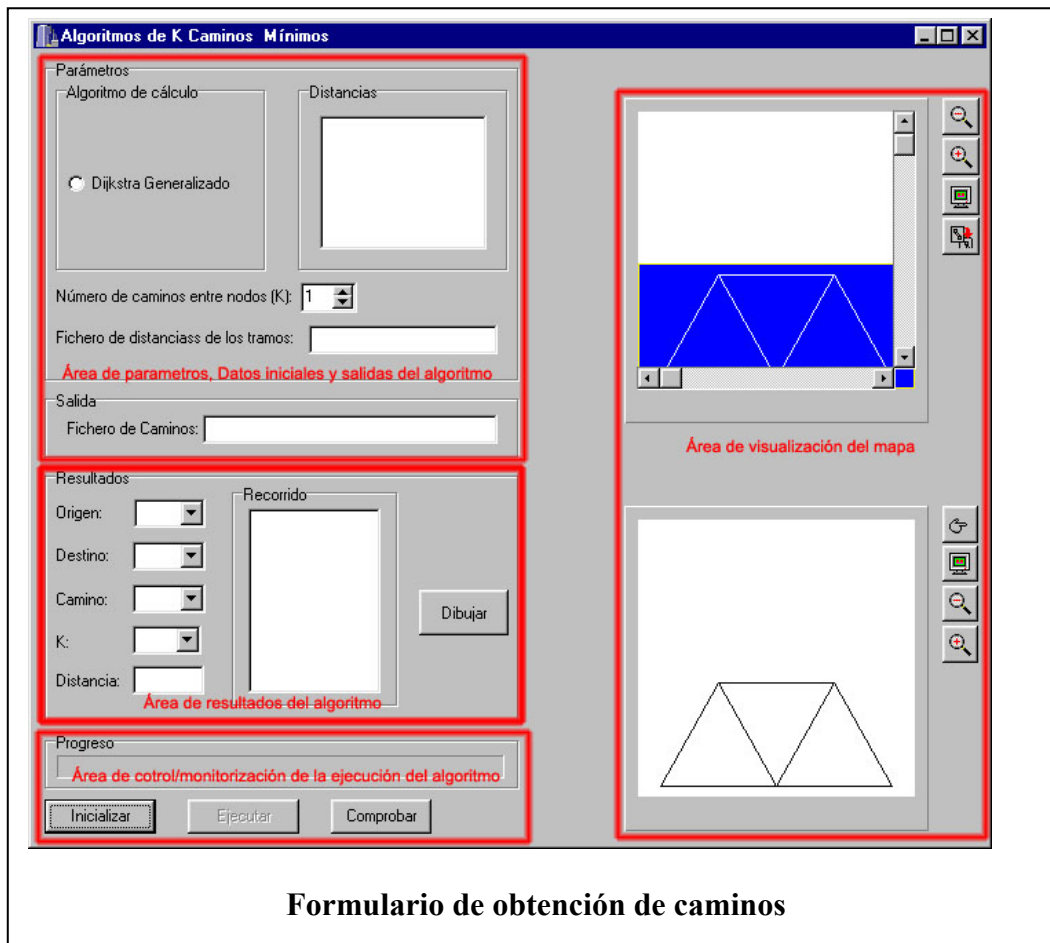 Algoritmos de K Caminos Mínimos
Parámetros
Algoritmo de cálculo
Distancias
Dijkstra Generalizado
Número de caminos entre nodos (K): 1
Fichero de distanciass de los tramos:
Área de parametros, Datos iniciales y salidas del algoritmo
Salida
Fichero de Caminos:
Resultados
Origen:
Destino:
Camino:
K:
Distancia:
Recorrido
Dibujar
Área de resultados del algoritmo
Progreso
Área de cotrol/monitorización de la ejecución del algoritmo
Inicializar
Ejecutar
Comprobar
Área de visualización del mapa
Formulario de obtención de caminos